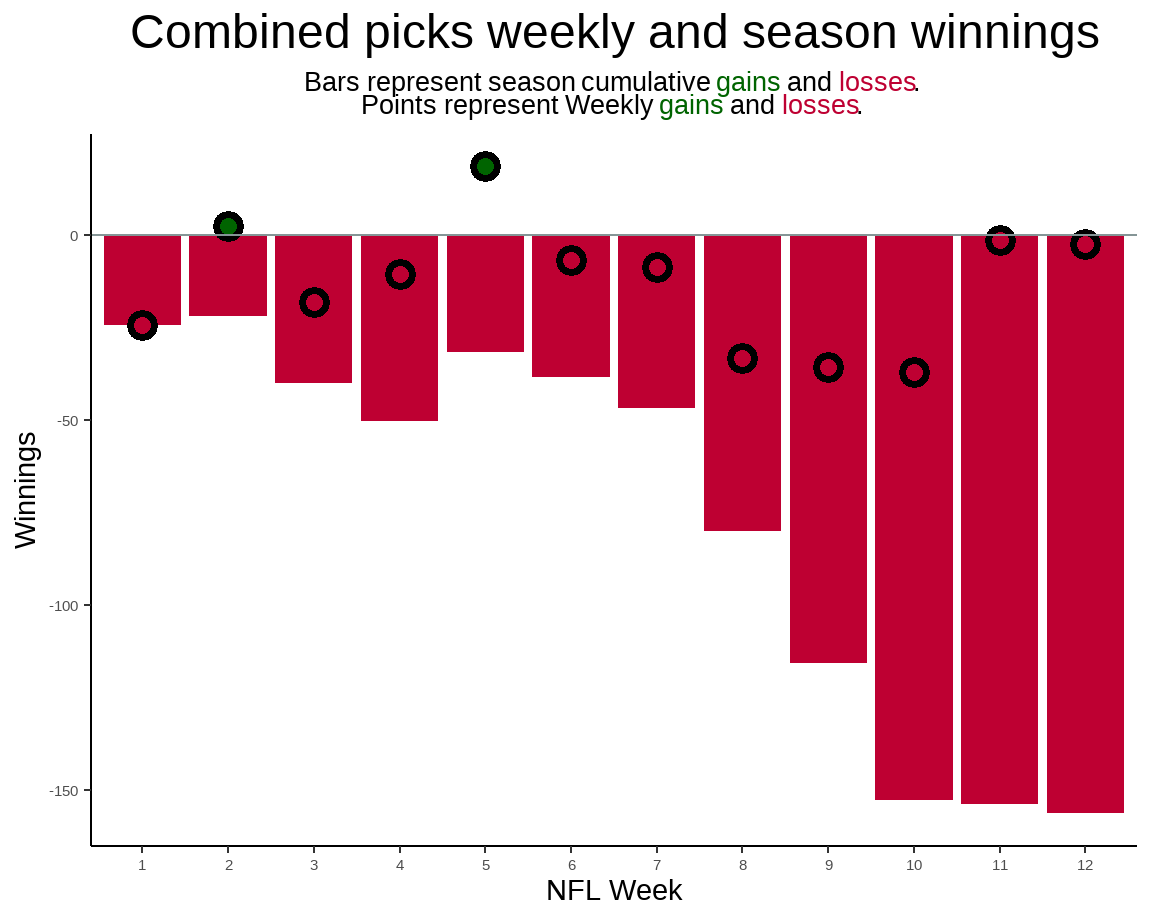 Combined picks weekly and season winnings
Bars represent season cumulative gains and losses.
Points represent Weekly gains and losses.
Winnings
0
-50
-100
-150
1 2 3 4 5 6 7 8 9 10 11 12
NFL Week